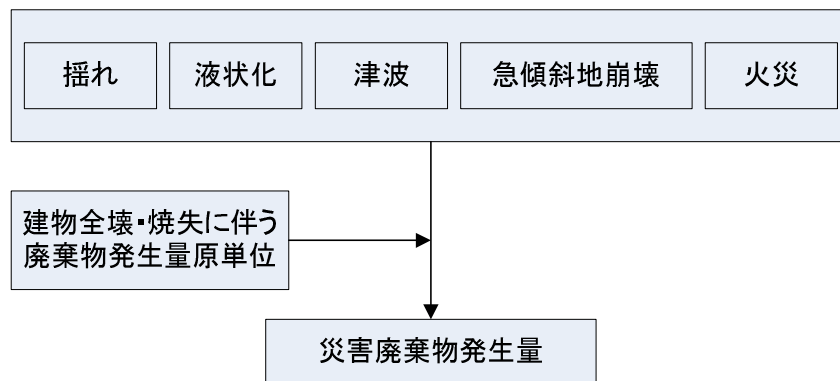 揺れ
液状化
津波
急傾斜地崩壊
火災
建物全壊・焼失に伴う
廃棄物発生量原単位
災害廃棄物発生量